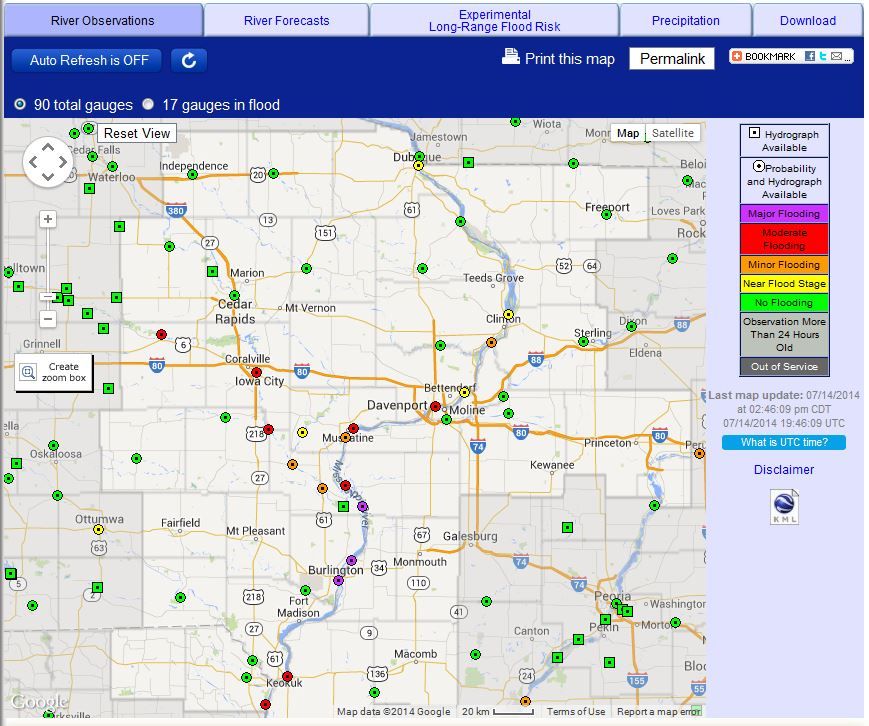 River Observations
River Forecasts
Experimental
Long-Range Flood Risk
Precipitation
Download
Auto Refresh is OFF
Print this map
Permalink
BOOKMARK
90 total gauges
17 gauges in flood
Reset View
Map
Satellite
Jamestown
Wiota
Cedar Falls
Dubuque
Independence
Waterloo
20
20
61
380
13
151
27
Freeport
Loves Park
52
64
Marion
Teeds Grove
Cedar
Rapids
Mt Vernon
Clinton
Sterling
Dixon
88
Grinnell
6
Eldena
Create
zoom box
80
Coralville
Iowa City
80
88
Bettendorf
Davenport
Moline
218
Muscatine
74
80
Princeton
80
Oskaloosa
27
Kewanee
Ottumwa
63
Fairfield
Mt Pleasant
61
67
Galesburg
Burlington
34
Monmouth
74
110
74
5
2
218
Fort
Madison
Peoria
Washington
41
Pekin
27
61
9
Canton
Macomb
136
24
155
55
Keokuk
Google
Map data ©2014 Google
20 km
Terms of Use
Report a map error
Hydrograph
Available
Probability
and Hydrograph
Available
Major Flooding
Moderate
Flooding
Minor Flooding
Near Flood Stage
No Flooding
Observation More
Than 24 Hours
Old
Out of Service
Last map update: 07/14/2014
at 02:46:09 pm CDT
07/14/2014 19:46:09 UTC
What is UTC time?
Disclaimer
KML